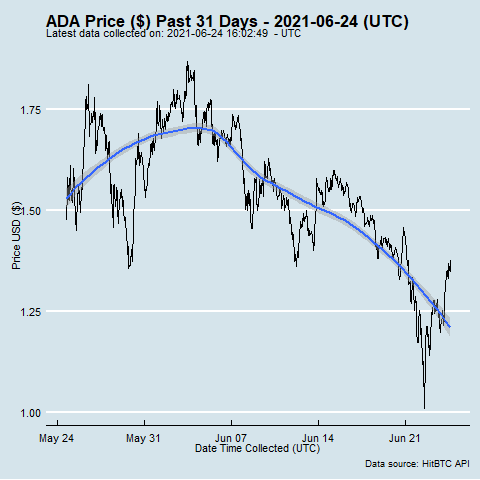 ADA Price ($) Past 31 Days - 2021-06-24 (UTC)
Latest data collected on: 2021-06-24 16:02:49 - UTC
Price USD ($)
1.75
1.50
1.25
1.00
May 24
May 31
Jun 07
Jun 14
Jun 21
Date Time Collected (UTC)
Data source: HitBTC API